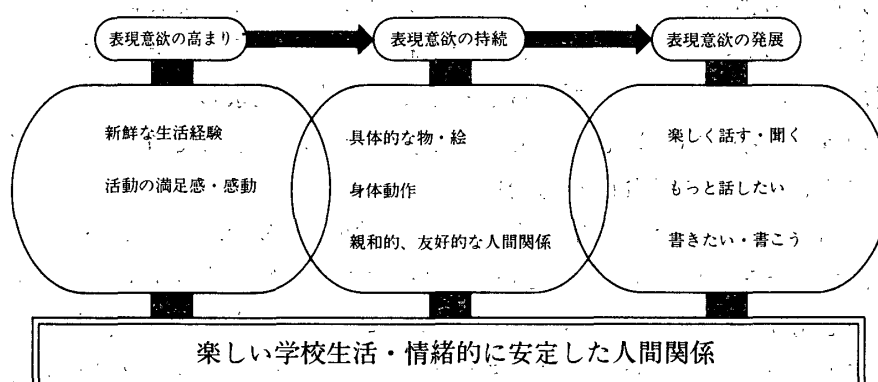 表現意欲の高まり
表現意欲の持続
表現意欲の発展
新鮮な生活経験
活動の満足感・感動
具体的な物・絵
身体動作
親和的、友好的な人間関係
楽しく話す・聞く
もっと話したい
書きたい・書こう
楽しい学校生活・情緒的に安定した人間関係